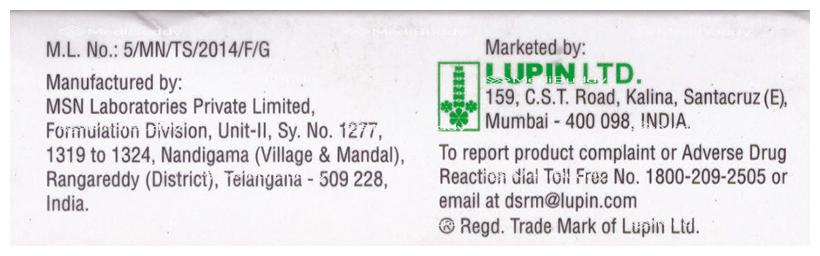 M.L. No.: 5/MN/TS/2014/F/G
Manufactured by:
MSN Laboratories Private Limited,
Formulation Division, Unit-II, Sy. No. 1277,
1319 to 1324, Nandigama (Village & Mandal),
Rangareddy (District), Telangana - 509 228,
India.
Marketed by:
LUPIN LTD.
159, C.S.T. Road, Kalina, Santacruz (E),
Mumbai - 400 098, INDIA.
To report product complaint or Adverse Drug
Reaction dial Toll Free No. 1800-209-2505 or
email at dsrm@lupin.com
® Regd. Trade Mark of Lupin Ltd.